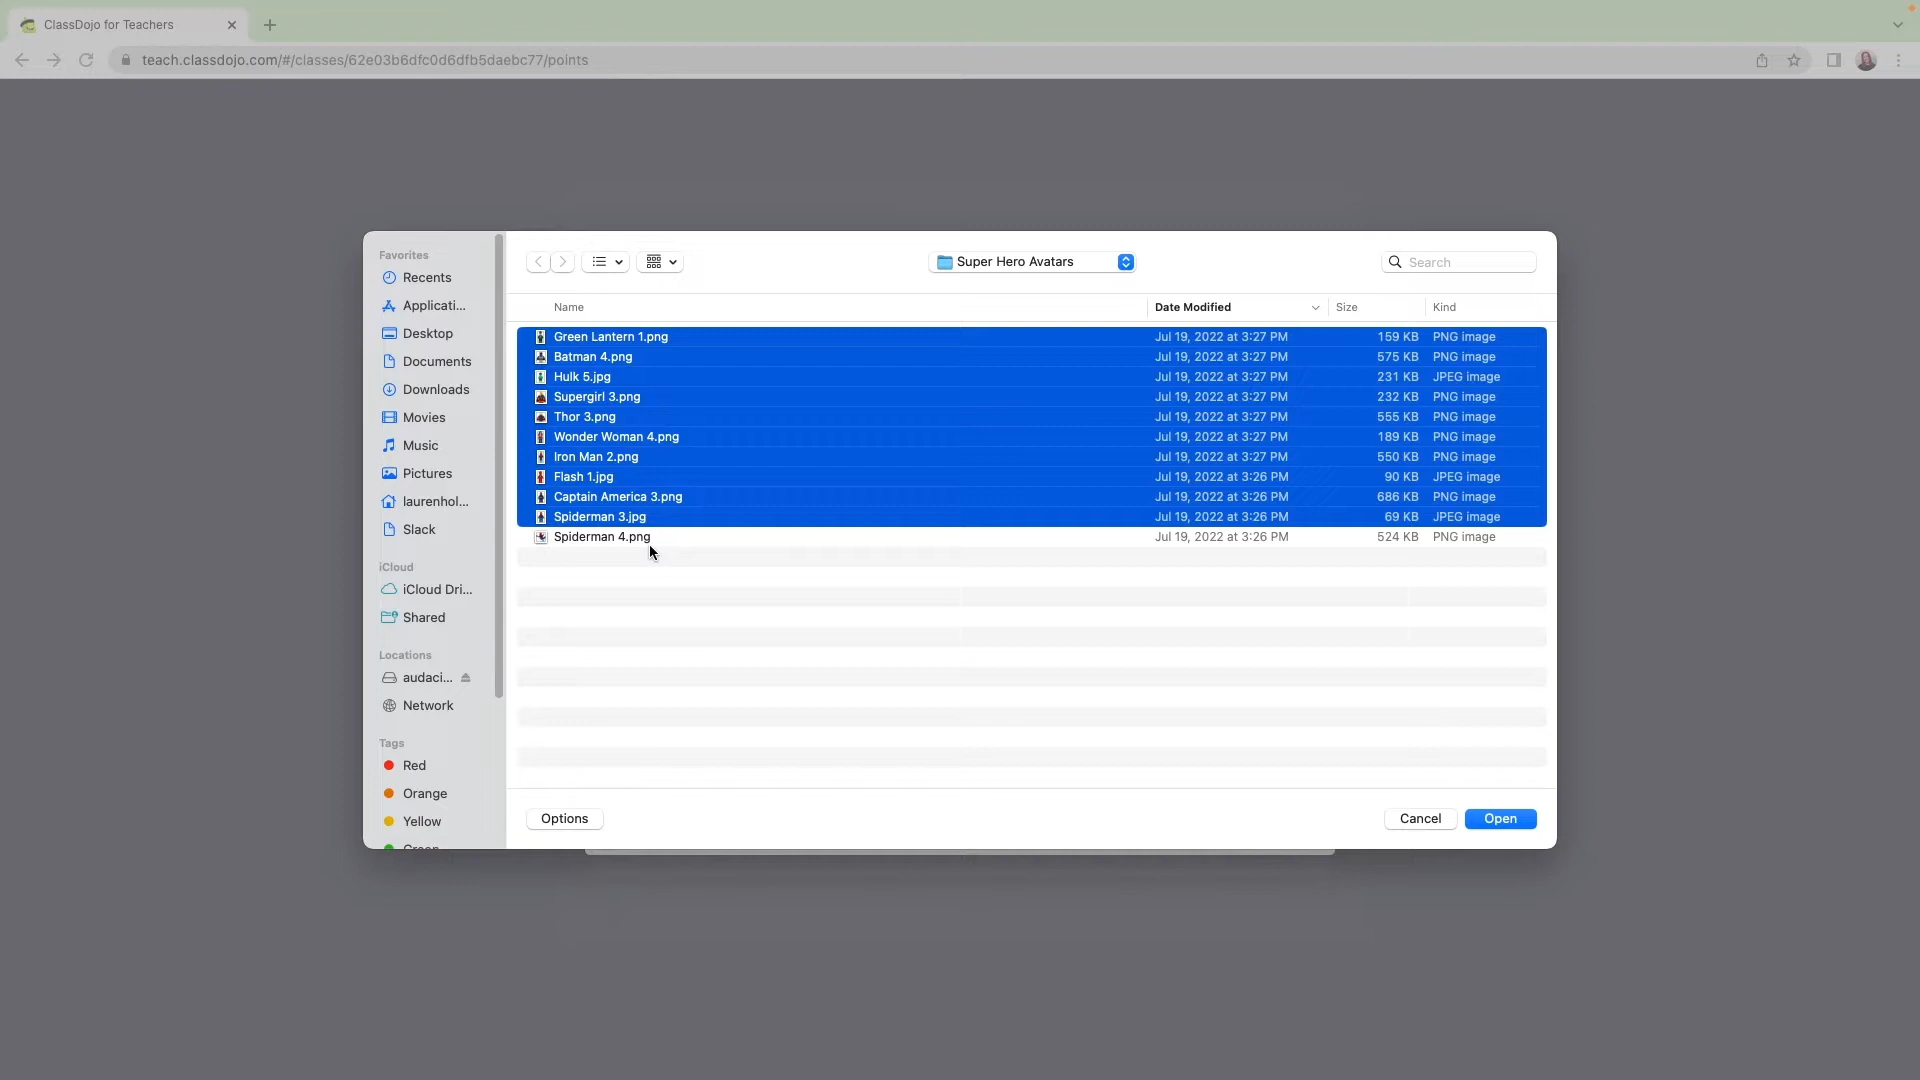 ClassDojo for Teachers
teach.classdojo.com/#/classes/62e03b6dfc0d6dfb5daebc77/points
Favorites
Recents
Applicati...
Desktop
Documents
Downloads
Movies
Music
Pictures
laurenhol...
Slack
iCloud
iCloud Dri...
Shared
Locations
audaci...
Network
Tags
Red
Orange
Yellow
Green
Super Hero Avatars
Search
Name Date Modified Size Kind
Green Lantern 1.png Jul 19, 2022 at 3:27 PM 159 KB PNG image
Batman 4.png Jul 19, 2022 at 3:27 PM 575 KB PNG image
Hulk 5.jpg Jul 19, 2022 at 3:27 PM 231 KB JPEG image
Supergirl 3.png Jul 19, 2022 at 3:27 PM 232 KB PNG image
Thor 3.png Jul 19, 2022 at 3:27 PM 555 KB PNG image
Wonder Woman 4.png Jul 19, 2022 at 3:27 PM 189 KB PNG image
Iron Man 2.png Jul 19, 2022 at 3:27 PM 550 KB PNG image
Flash 1.jpg Jul 19, 2022 at 3:26 PM 90 KB JPEG image
Captain America 3.png Jul 19, 2022 at 3:26 PM 686 KB PNG image
Spiderman 3.jpg Jul 19, 2022 at 3:26 PM 69 KB JPEG image
Spiderman 4.png Jul 19, 2022 at 3:26 PM 524 KB PNG image
Options Cancel Open